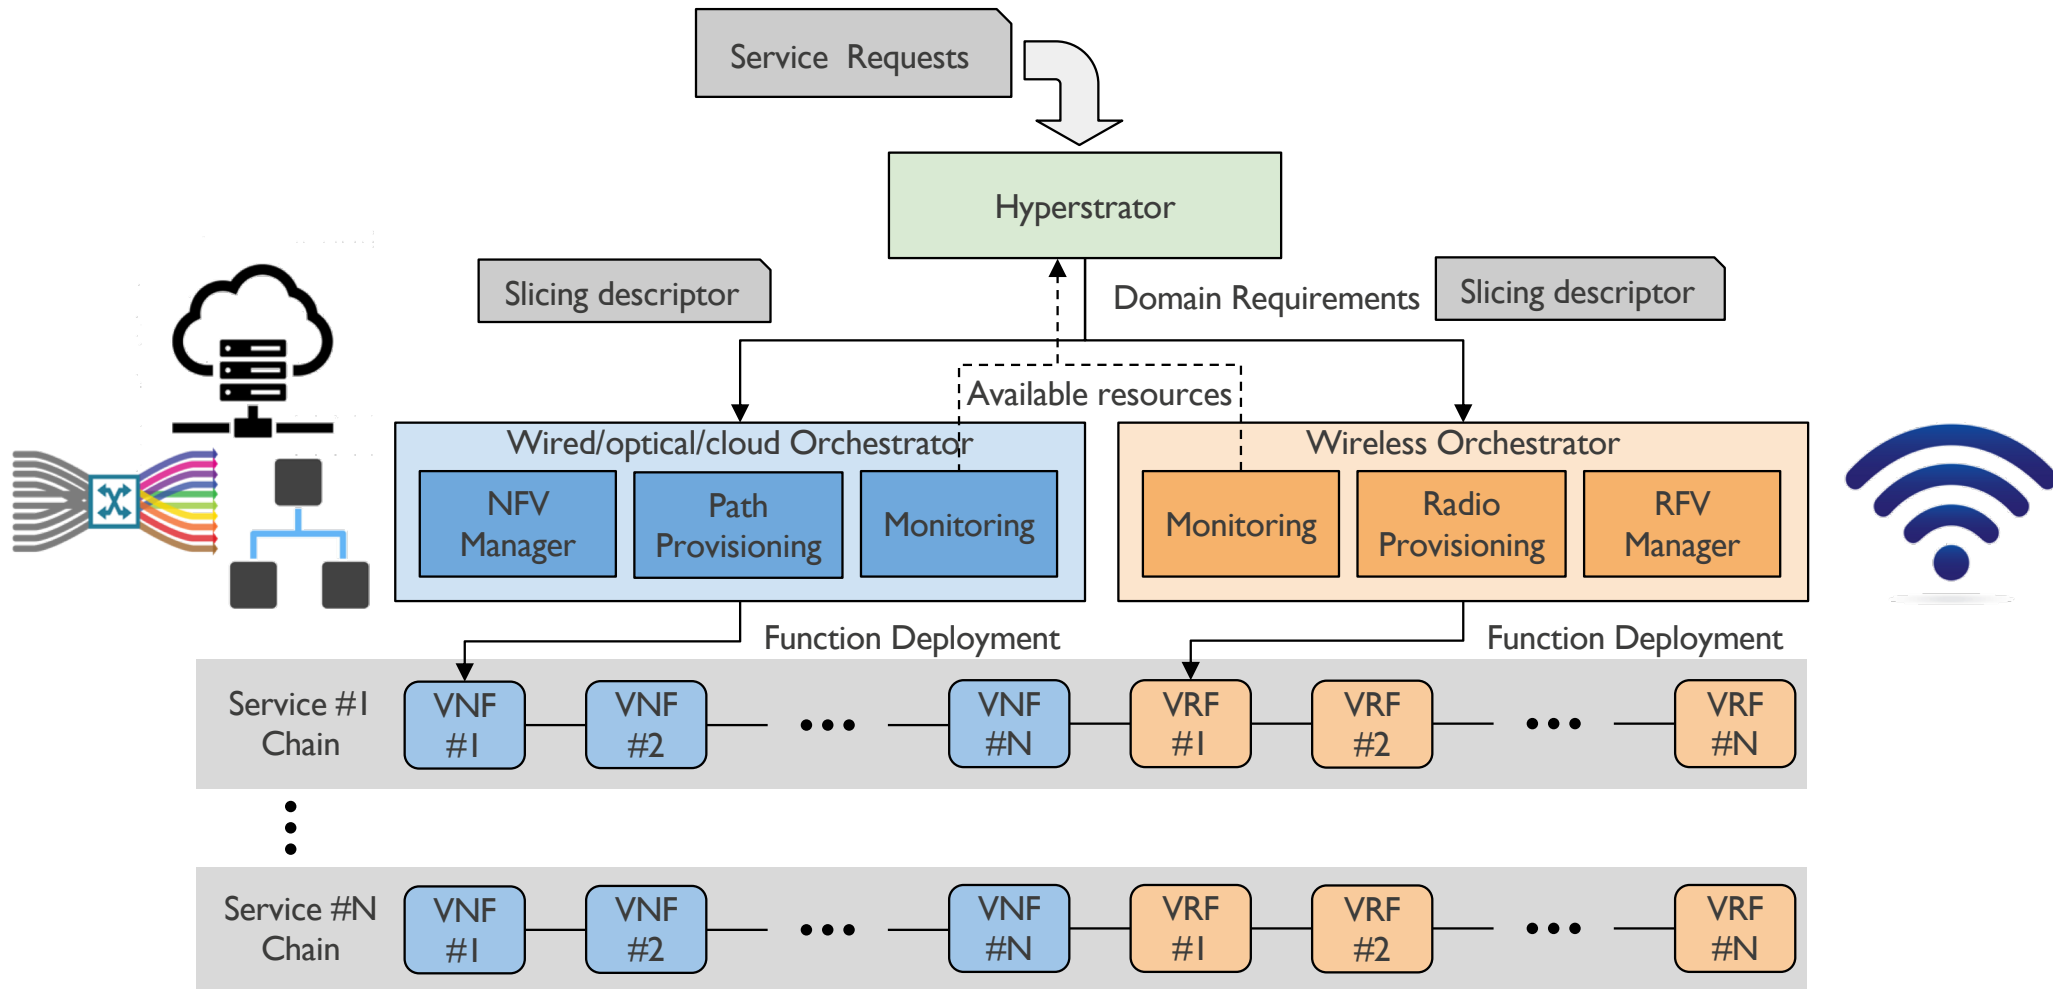 Service Requests
Hyperstrator
Slicing descriptor
Domain Requirements
Slicing descriptor
Available resources
Wired/optical/cloud Orchestrator
NFV
Manager
Path
Provisioning
Monitoring
Wireless Orchestrator
Monitoring
Radio
Provisioning
RFV
Manager
Function Deployment
Function Deployment
Service #1
Chain
VNF
#1
VNF
#2
VNF
#N
VRF
#1
VRF
#2
VRF
#N
Service #N
Chain
VNF
#1
VNF
#2
VNF
#N
VRF
#1
VRF
#2
VRF
#N